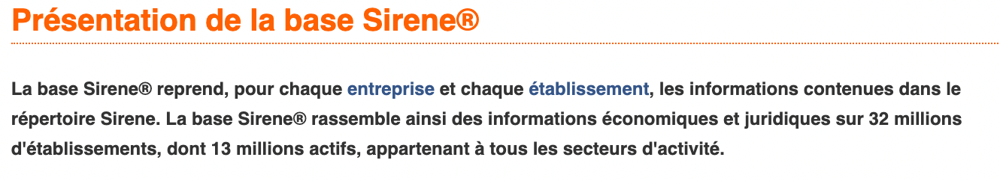 Présentation de la base Sirene®
La base Sirene® reprend, pour chaque entreprise et chaque établissement, les informations contenues dans le
répertoire Sirene. La base Sirene® rassemble ainsi des informations économiques et juridiques sur 32 millions
d'établissements, dont 13 millions actifs, appartenant à tous les secteurs d'activité.